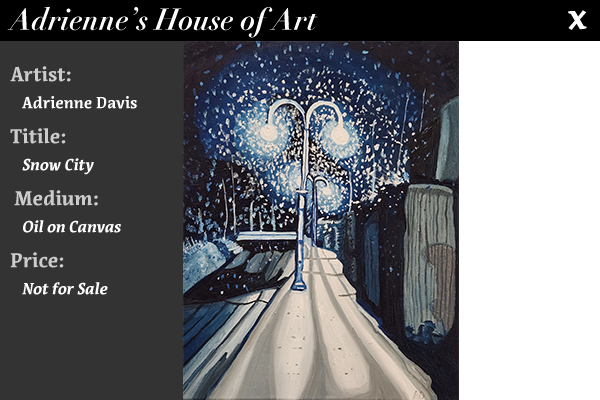 Adrienne's House of Art X
Artist:
Adrienne Davis
Titile:
Snow City
Medium:
Oil on Canvas
Price:
Not for Sale